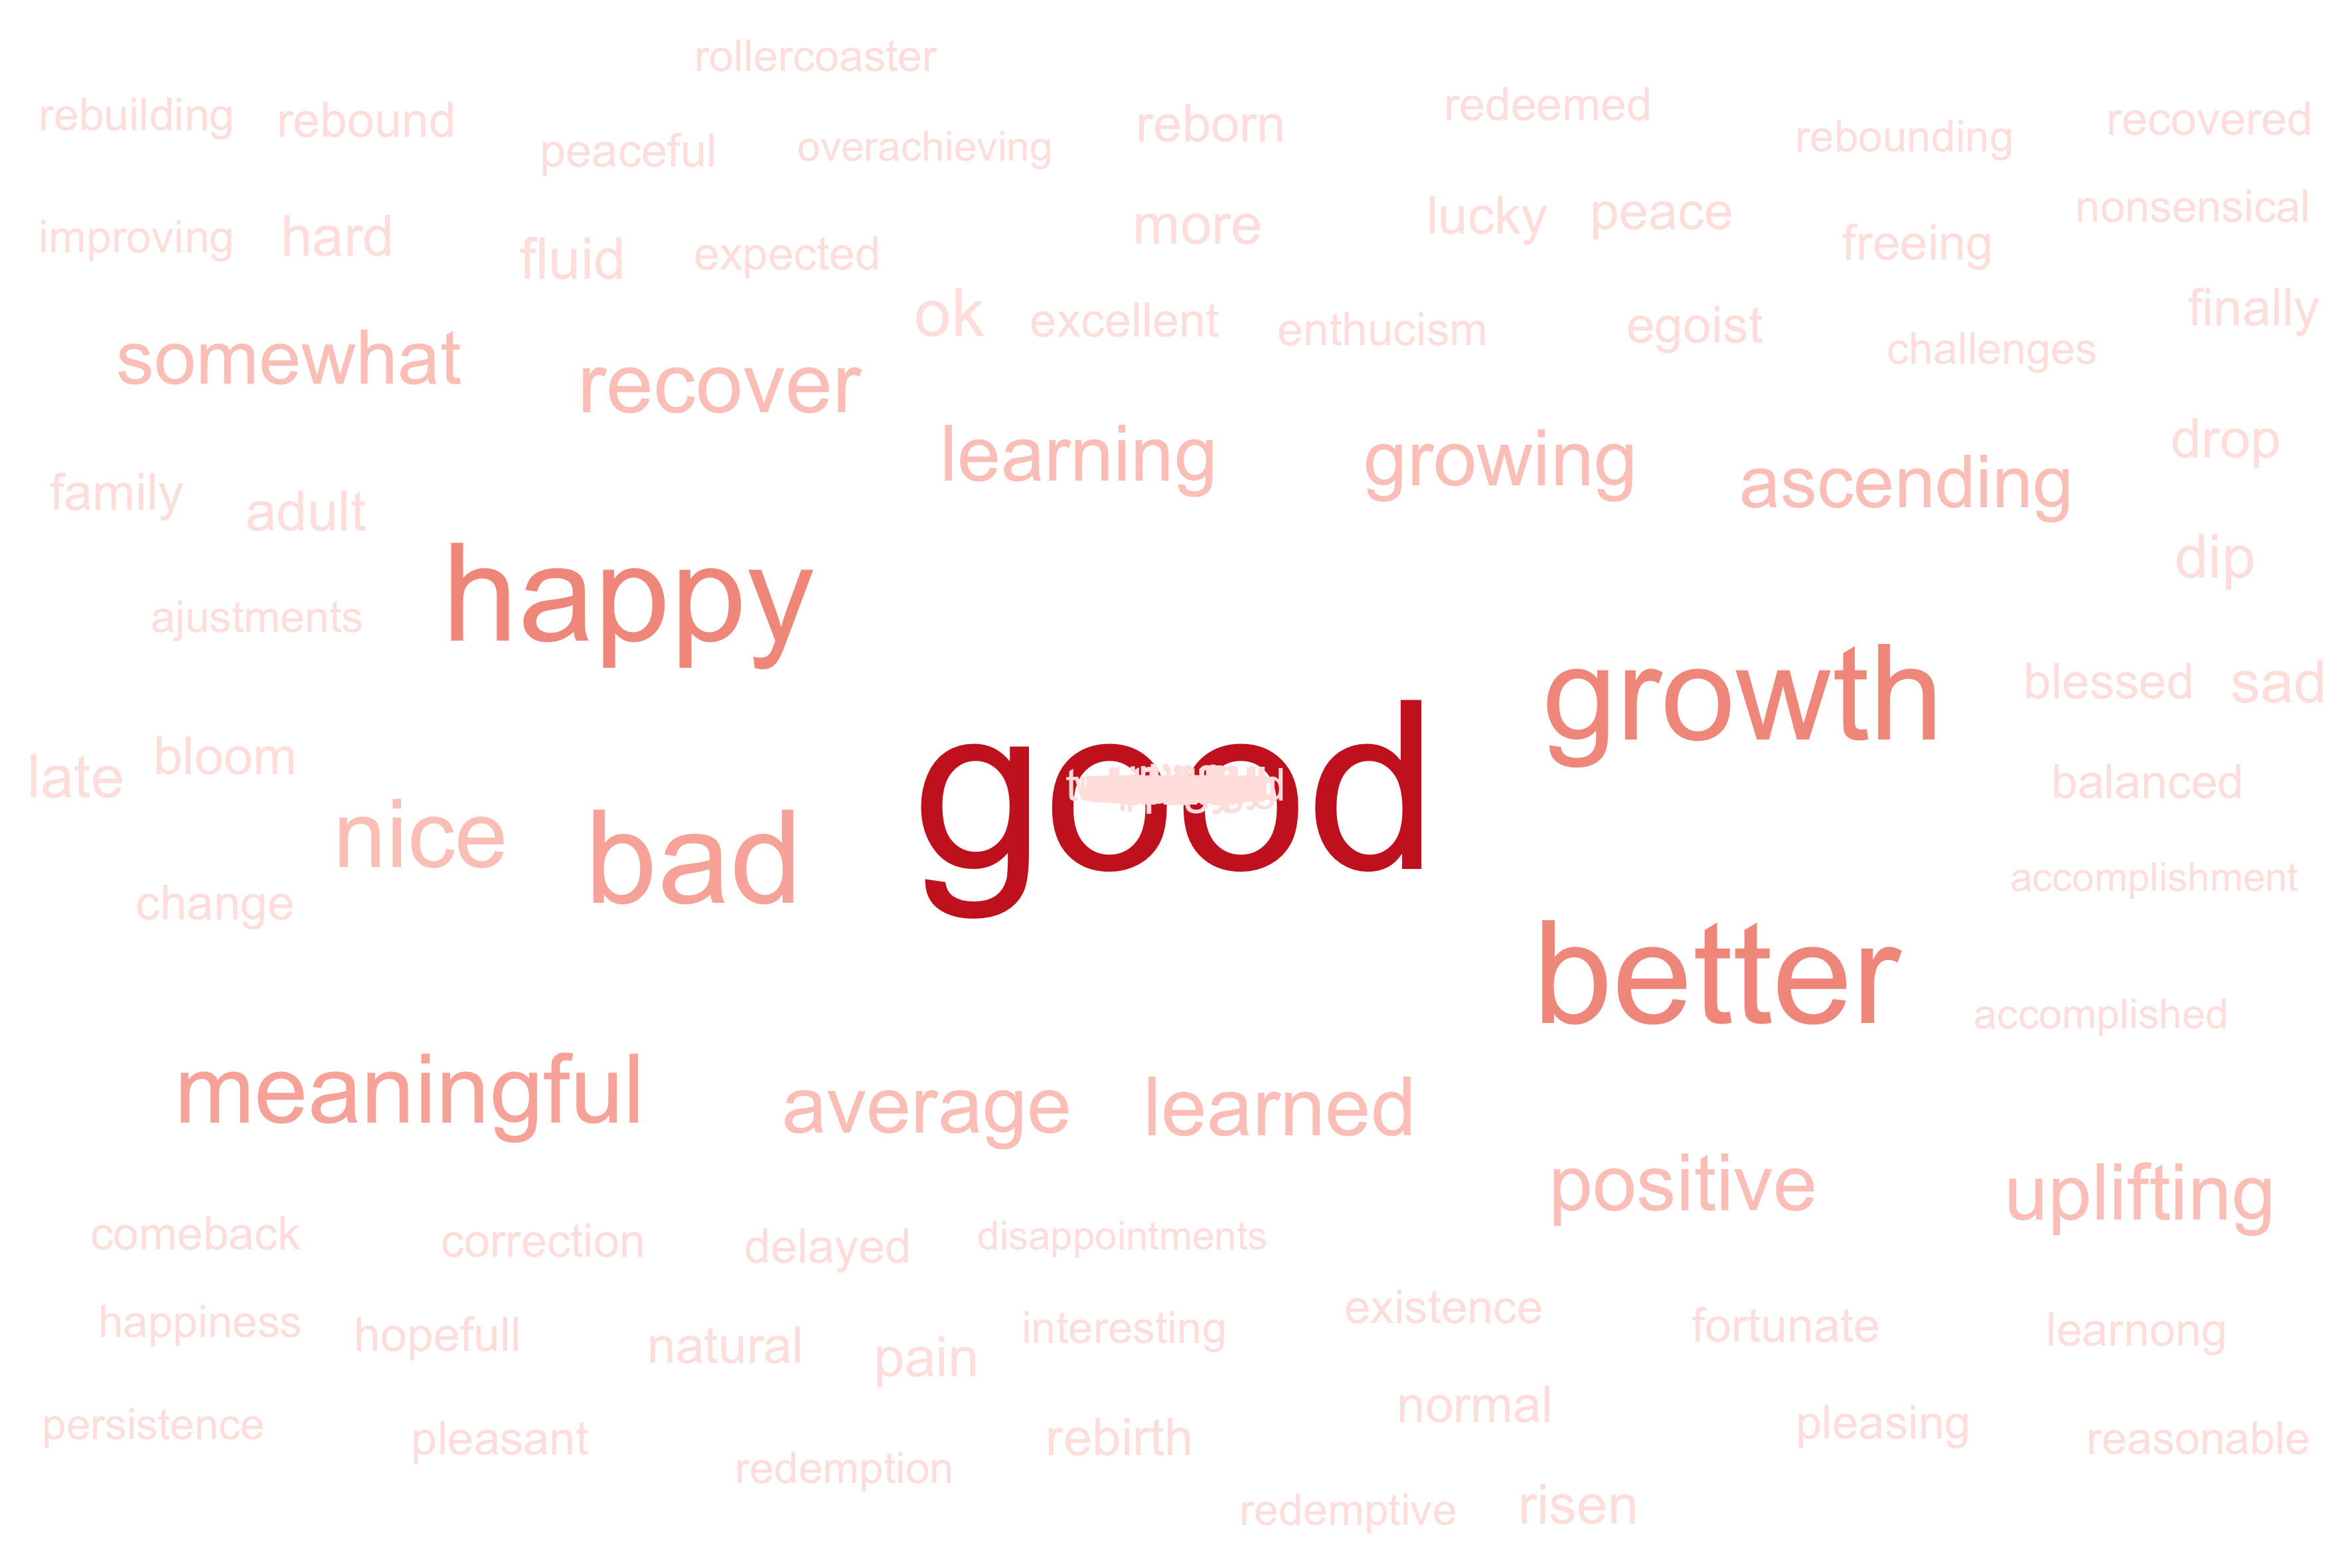 rollercoaster
rebuilding rebound peaceful overachieving reborn redeemed rebounding recovered
improving hard fluid expected more lucky peace freeing nonsensical
ok excellent enthucism egoist challenges finally
somewhat recover
learning growing ascending drop
family adult
happy dip
ajustments
growth blessed sad
late bloom good balanced
nice bad
change accomplishment
better accomplished
meaningful average learned
positive uplifting
comeback correction delayed disappointments
happiness hopefull natural pain interesting existence fortunate learnong
persistence pleasant redemption rebirth normal pleasing reasonable
redemptive risen